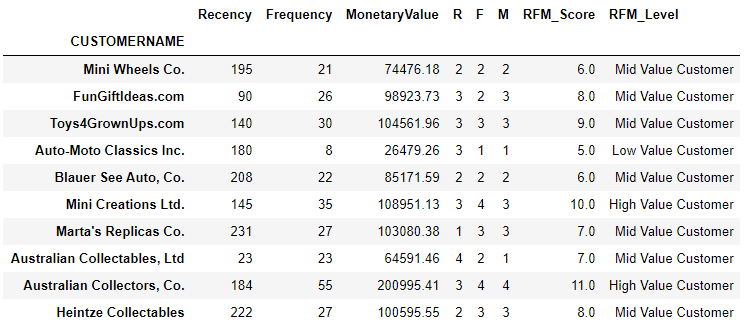 Recency Frequency MonetaryValue R F M RFM_Score RFM_Level
CUSTOMERNAME
Mini Wheels Co. 195 21 74476.18 2 2 2 6.0 Mid Value Customer
FunGiftIdeas.com 90 26 98923.73 3 2 3 8.0 Mid Value Customer
Toys4GrownUps.com 140 30 104561.96 3 3 3 9.0 Mid Value Customer
Auto-Moto Classics Inc. 180 8 26479.26 3 1 1 5.0 Low Value Customer
Blauer See Auto, Co. 208 22 85171.59 2 2 2 6.0 Mid Value Customer
Mini Creations Ltd. 145 35 108951.13 3 4 3 10.0 High Value Customer
Marta's Replicas Co. 231 27 103080.38 1 3 3 7.0 Mid Value Customer
Australian Collectables, Ltd 23 23 64591.46 4 2 1 7.0 Mid Value Customer
Australian Collectors, Co. 184 55 200995.41 3 4 4 11.0 High Value Customer
Heintze Collectables 222 27 100595.55 2 3 3 8.0 Mid Value Customer